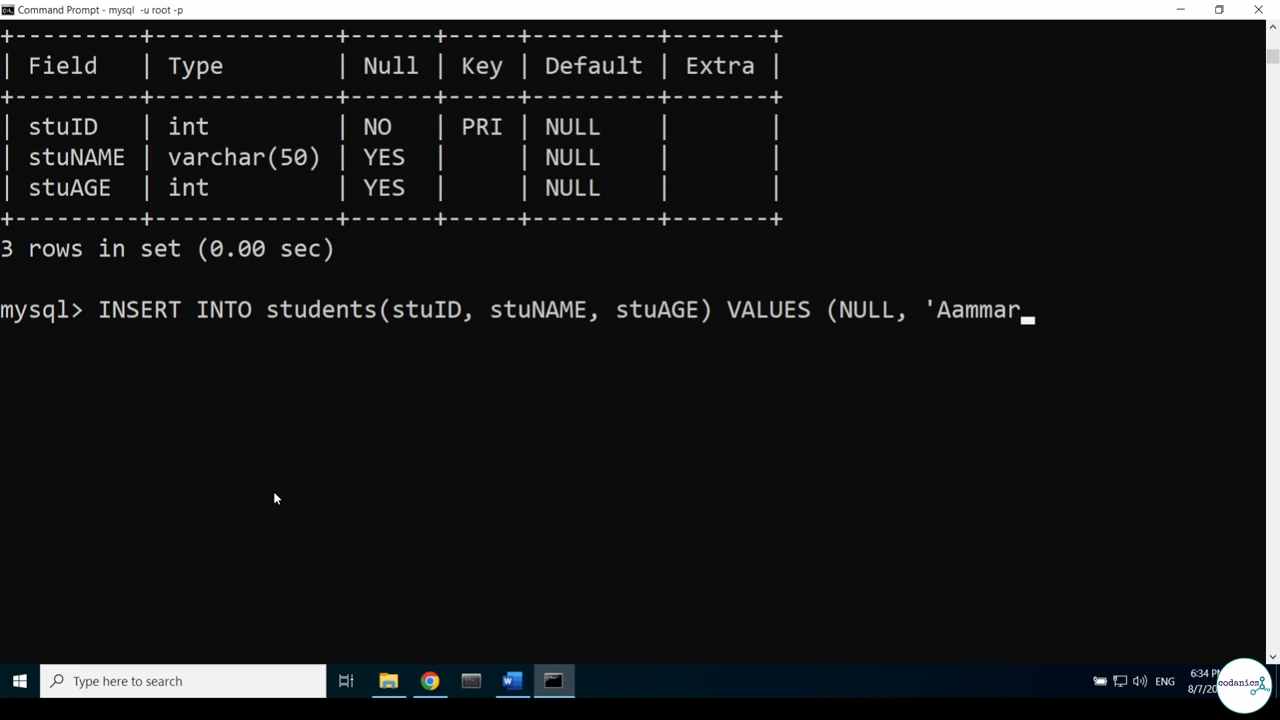 Command Prompt - mysql -u root -p
+---------+-------------+------+-----+---------+-------+
| Field   | Type        | Null | Key | Default | Extra |
+---------+-------------+------+-----+---------+-------+
| stuID   | int         | NO   | PRI | NULL    |       |
| stuNAME | varchar(50) | YES  |     | NULL    |       |
| stuAGE  | int         | YES  |     | NULL    |       |
+---------+-------------+------+-----+---------+-------+
3 rows in set (0.00 sec)
mysql> INSERT INTO students(stuID, stuNAME, stuAGE) VALUES (NULL, 'Aammar_
Type here to search
ENG
6:34
codanics